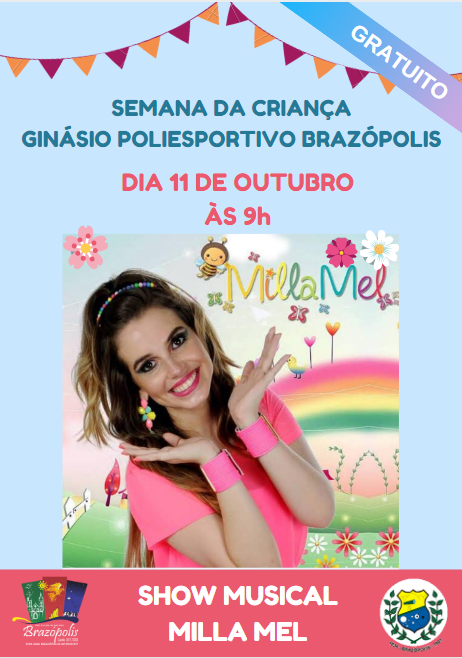 GRATUITO
SEMANA DA CRIANÇA
GINÁSIO POLIESPORTIVO BRAZÓPOLIS
DIA 11 DE OUTUBRO
ÀS 9h
MillaMel
SHOW MUSICAL
MILLA MEL
Brazópolis